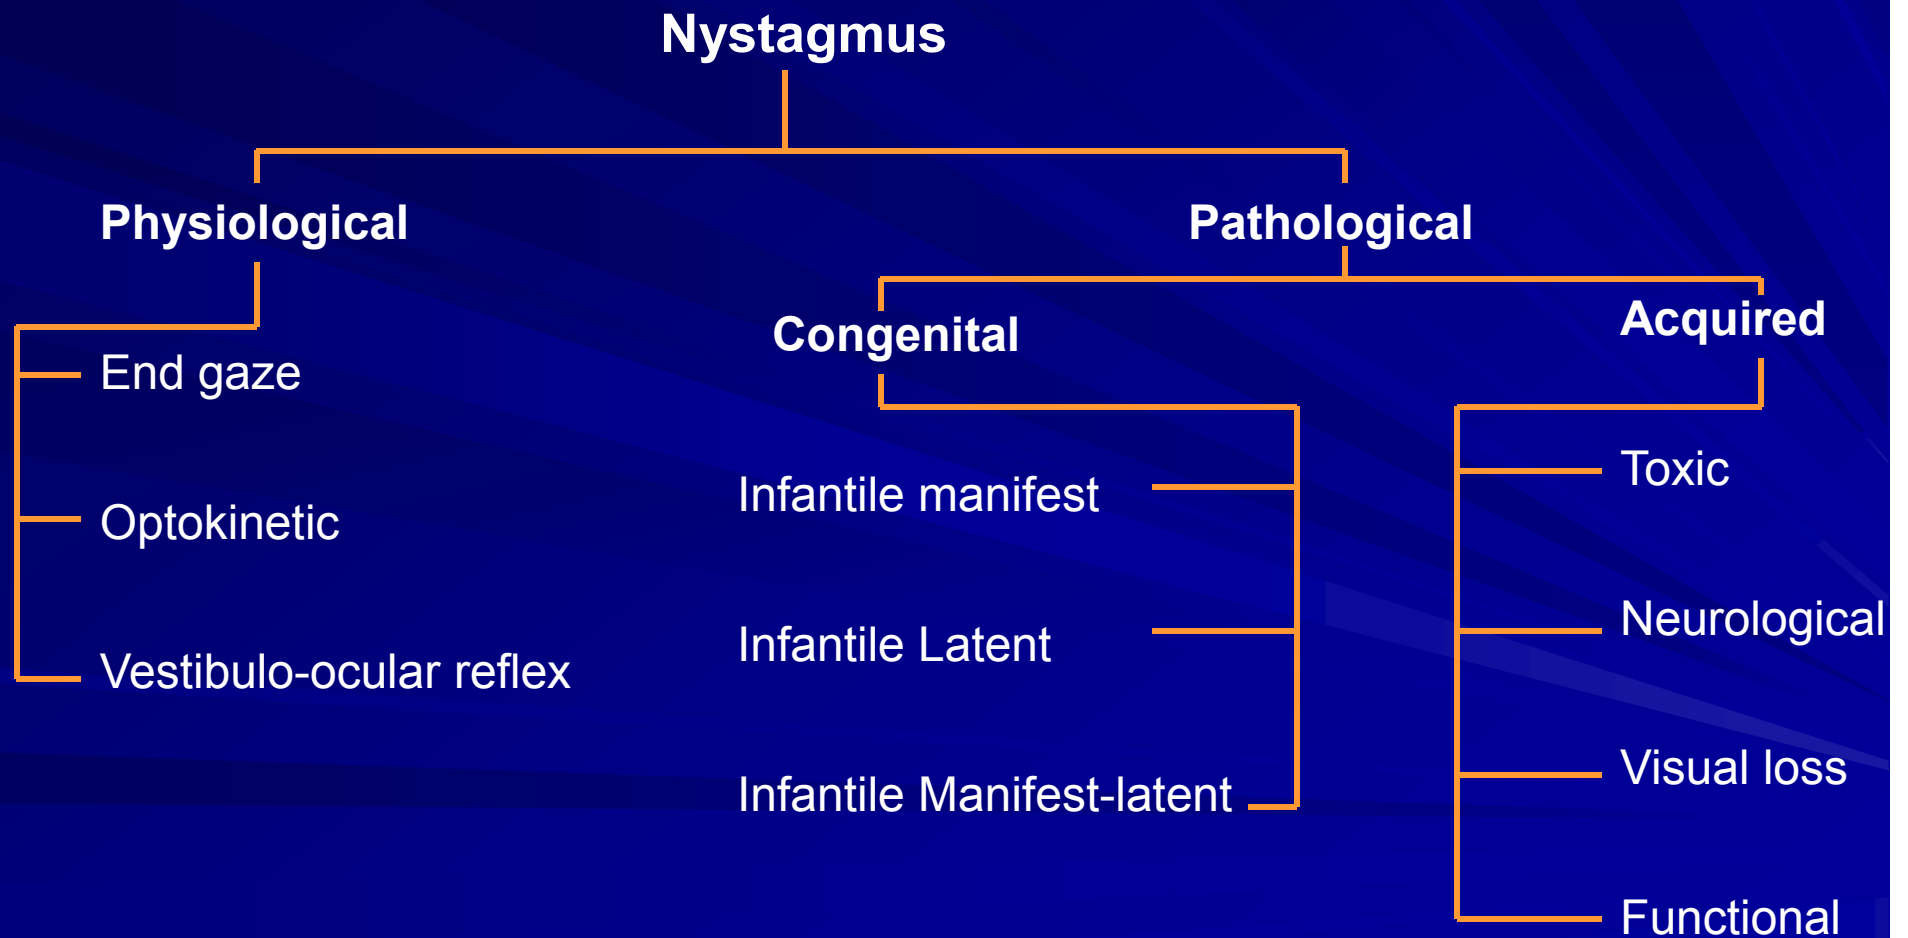 Nystagmus
Physiological
Pathological
Congenital
Acquired
End gaze
Optokinetic
Vestibulo-ocular reflex
Infantile manifest
Infantile Latent
Infantile Manifest-latent
Toxic
Neurological
Visual loss
Functional